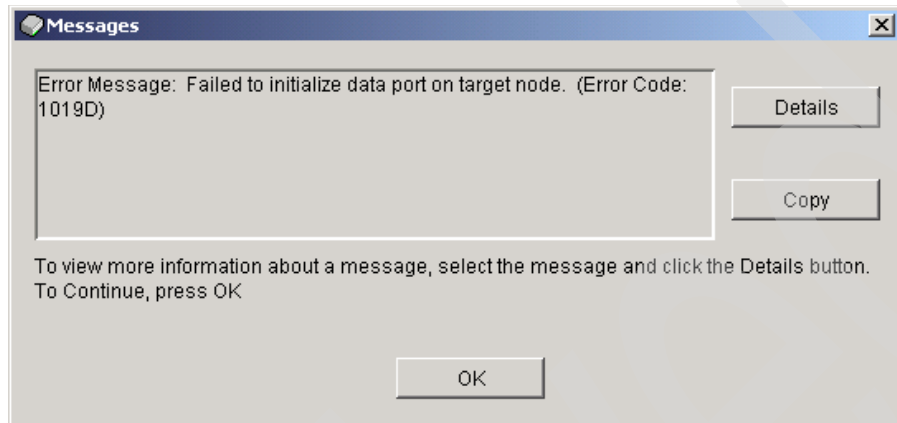 Messages
Error Message: Failed to initialize data port on target node. (Error Code:
1019D)
Details
Copy
To view more information about a message, select the message and click the Details button.
To Continue, press OK
OK